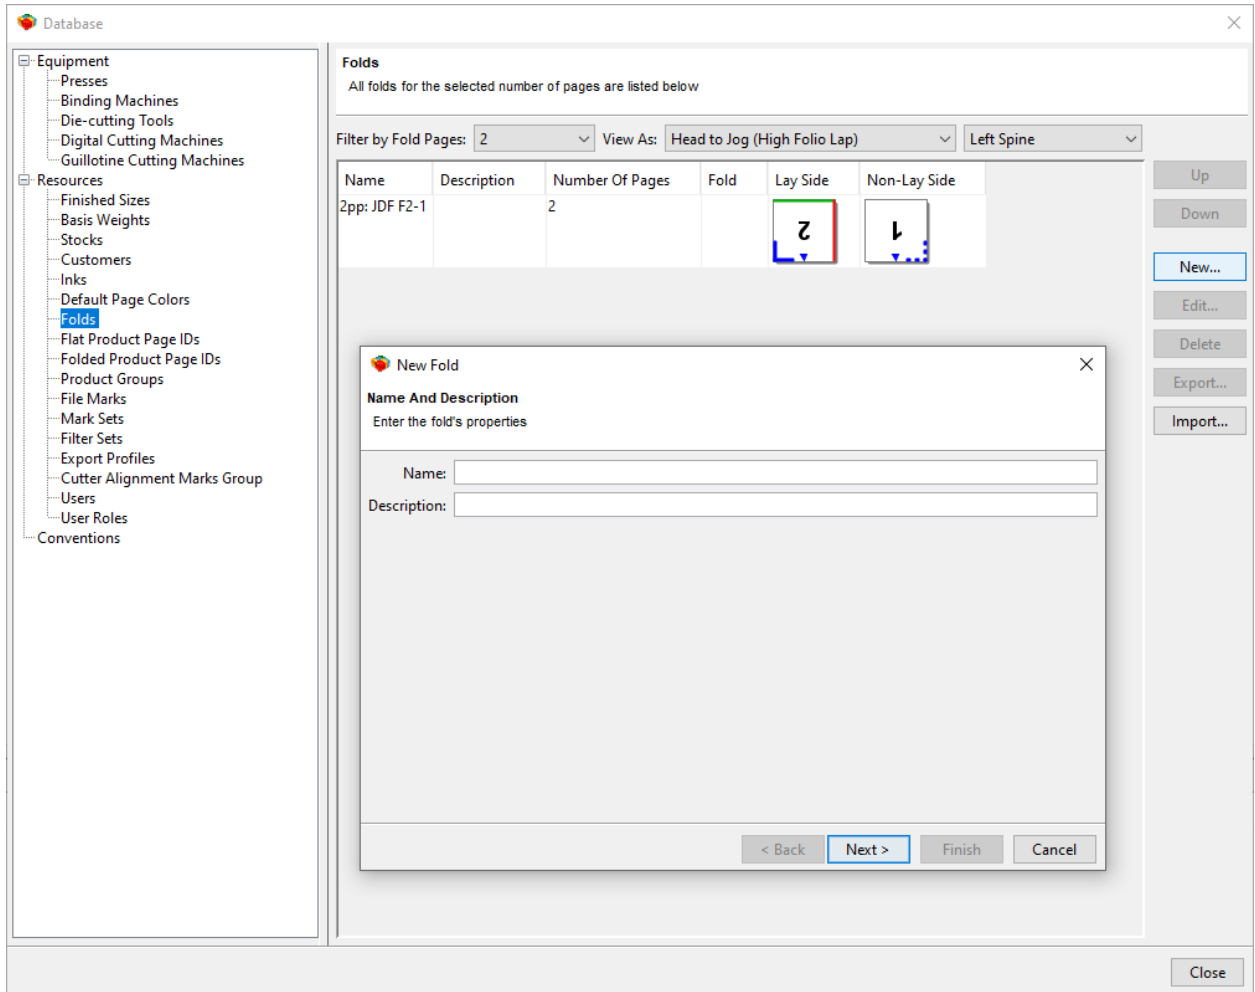 Database
Equipment
Presses
Binding Machines
Die-cutting Tools
Digital Cutting Machines
Guillotine Cutting Machines
Resources
Finished Sizes
Basis Weights
Stocks
Customers
Inks
Default Page Colors
Folds
Flat Product Page IDs
Folded Product Page IDs
Product Groups
File Marks
Mark Sets
Filter Sets
Export Profiles
Cutter Alignment Marks Group
Users
User Roles
Conventions
Folds
All folds for the selected number of pages are listed below
Filter by Fold Pages: 2 View As: Head to Jog (High Folio Lap) Left Spine
Name Description Number Of Pages Fold Lay Side Non-Lay Side
2pp: JDF F2-1 2 2 1
Up
Down
New...
Edit...
Delete
Export...
Import...
New Fold
Name And Description
Enter the fold's properties
Name:
Description:
< Back Next > Finish Cancel
Close